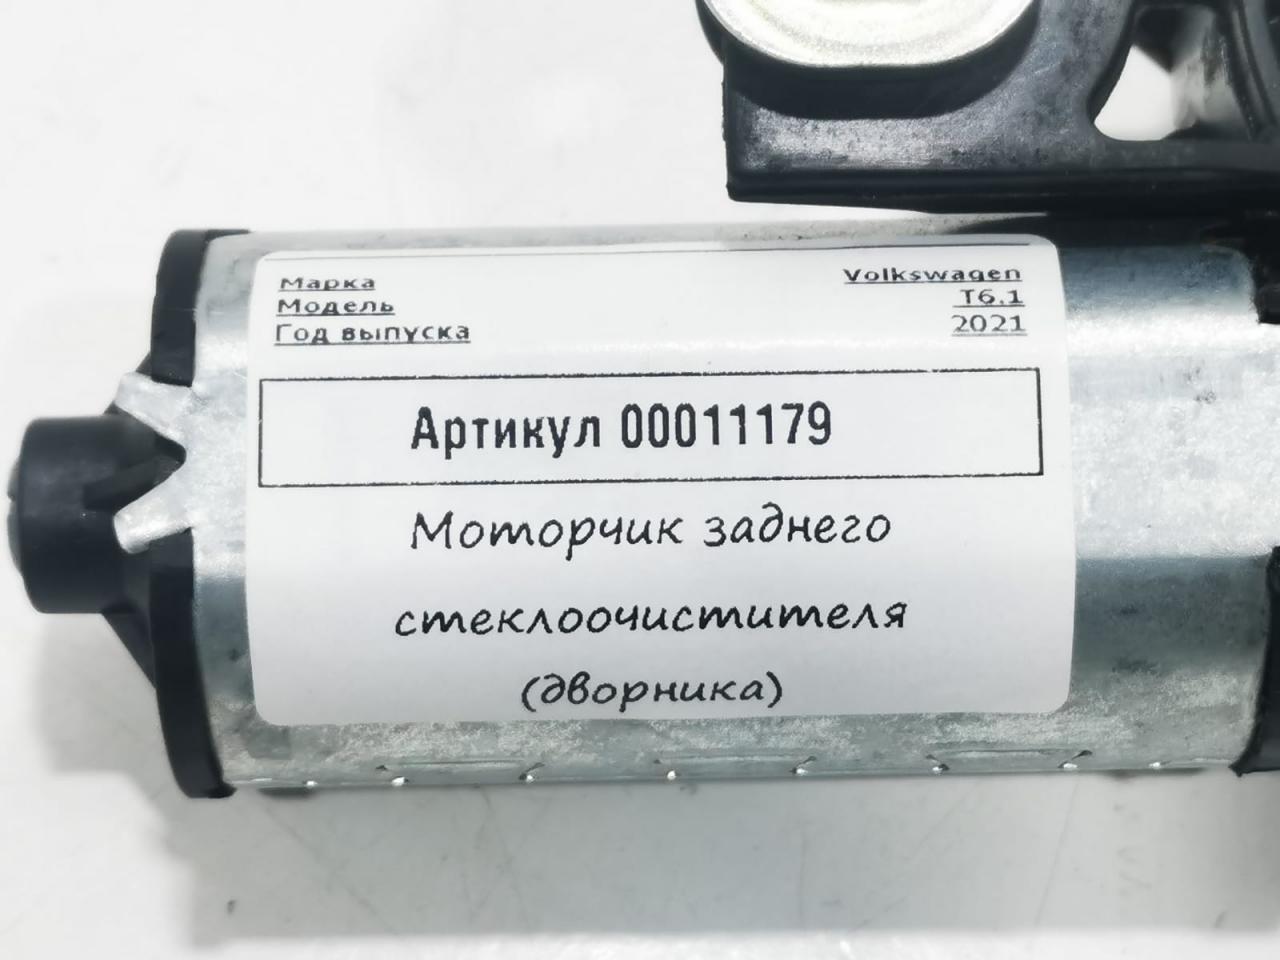 Марка Volkswagen
Модель T6.1
Год выпуска 2021
Артикул 00011179
Моторчик заднего
стеклоочистителя
(дворника)